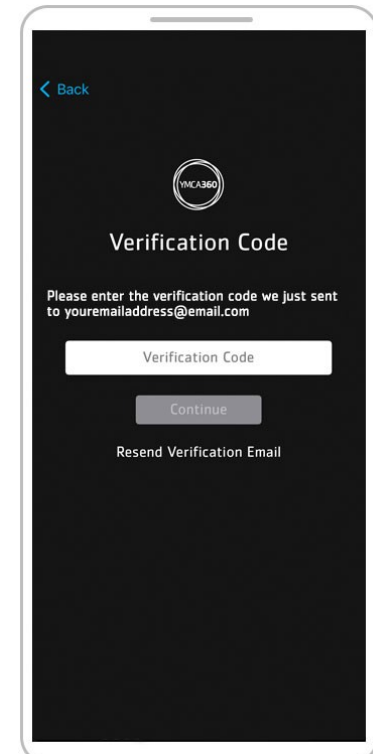 Back
YMCA360
Verification Code
Please enter the verification code we just sent
to youremailaddress@email.com
Verification Code
Continue
Resend Verification Email